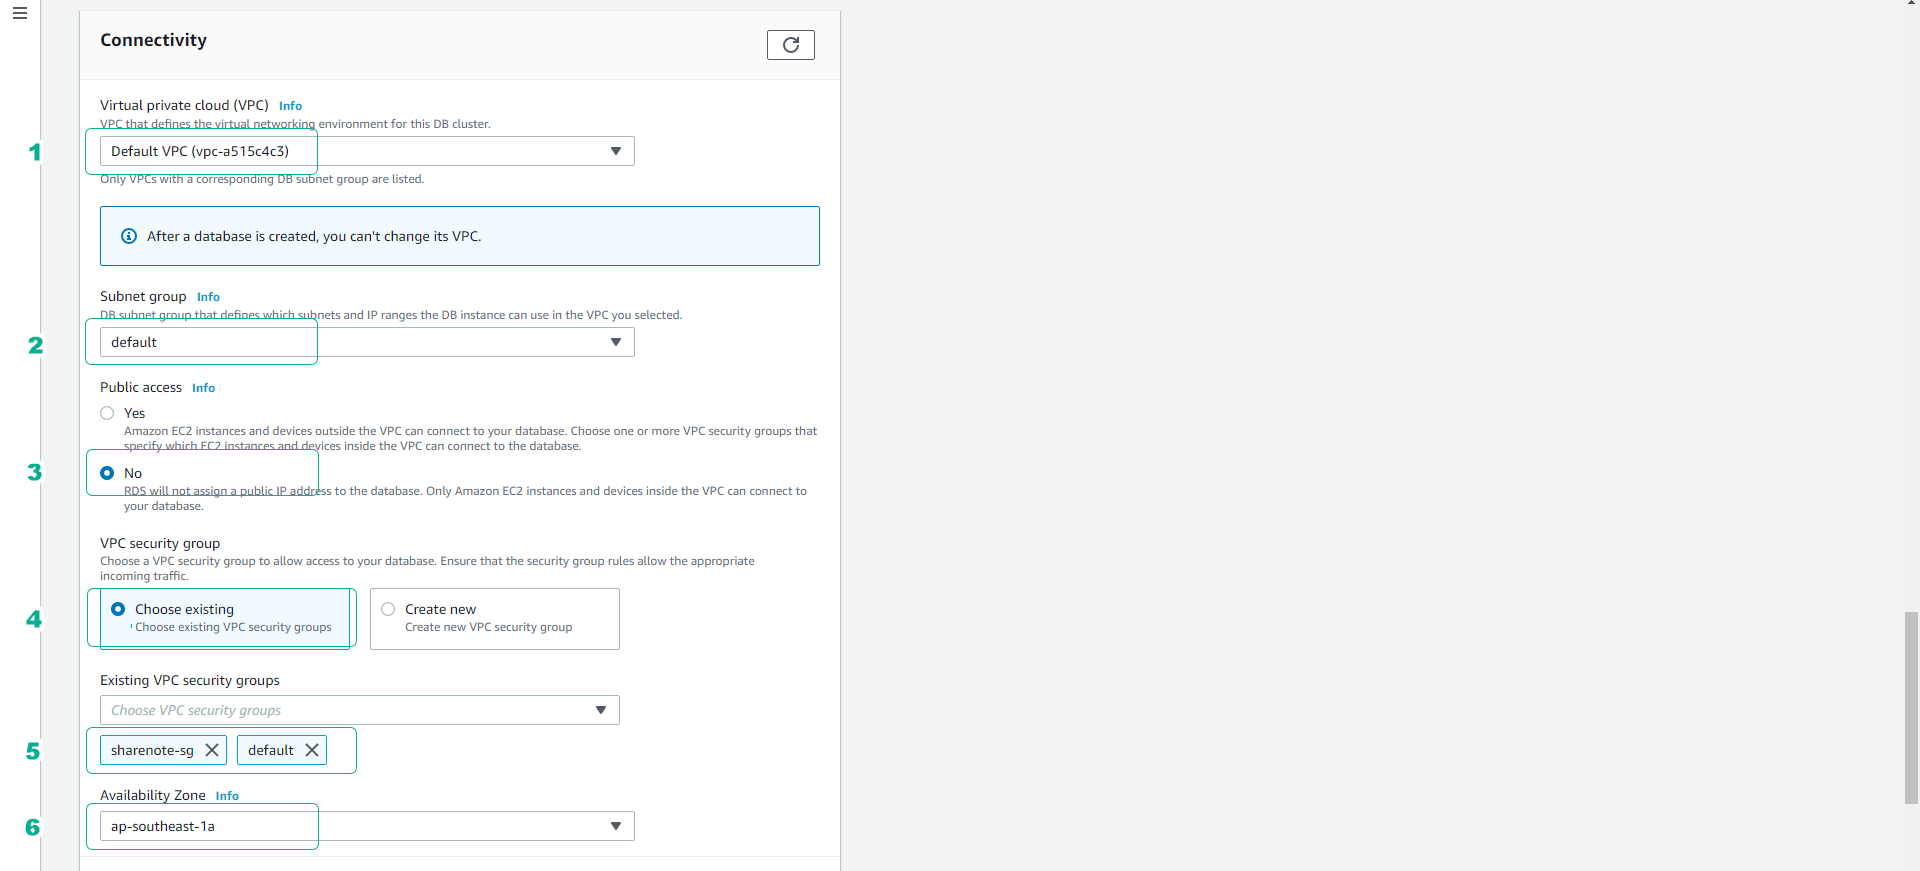 Connectivity
Virtual private cloud (VPC) Info
VPC that defines the virtual networking environment for this DB cluster.
1
Default VPC (vpc-a515c4c3)
Only VPCs with a corresponding DB subnet group are listed.
After a database is created, you can't change its VPC.
Subnet group Info
DB subnet group that defines which subnets and IP ranges the DB instance can use in the VPC you selected.
2
default
Public access Info
Yes
Amazon EC2 instances and devices outside the VPC can connect to your database. Choose one or more VPC security groups that
specify which EC2 instances and devices inside the VPC can connect to the database.
3
No
RDS will not assign a public IP address to the database. Only Amazon EC2 instances and devices inside the VPC can connect to
your database.
VPC security group
Choose a VPC security group to allow access to your database. Ensure that the security group rules allow the appropriate
incoming traffic.
4
Choose existing
Choose existing VPC security groups
Create new
Create new VPC security group
Existing VPC security groups
Choose VPC security groups
5
sharenote-sg
default
Availability Zone Info
6
ap-southeast-1a